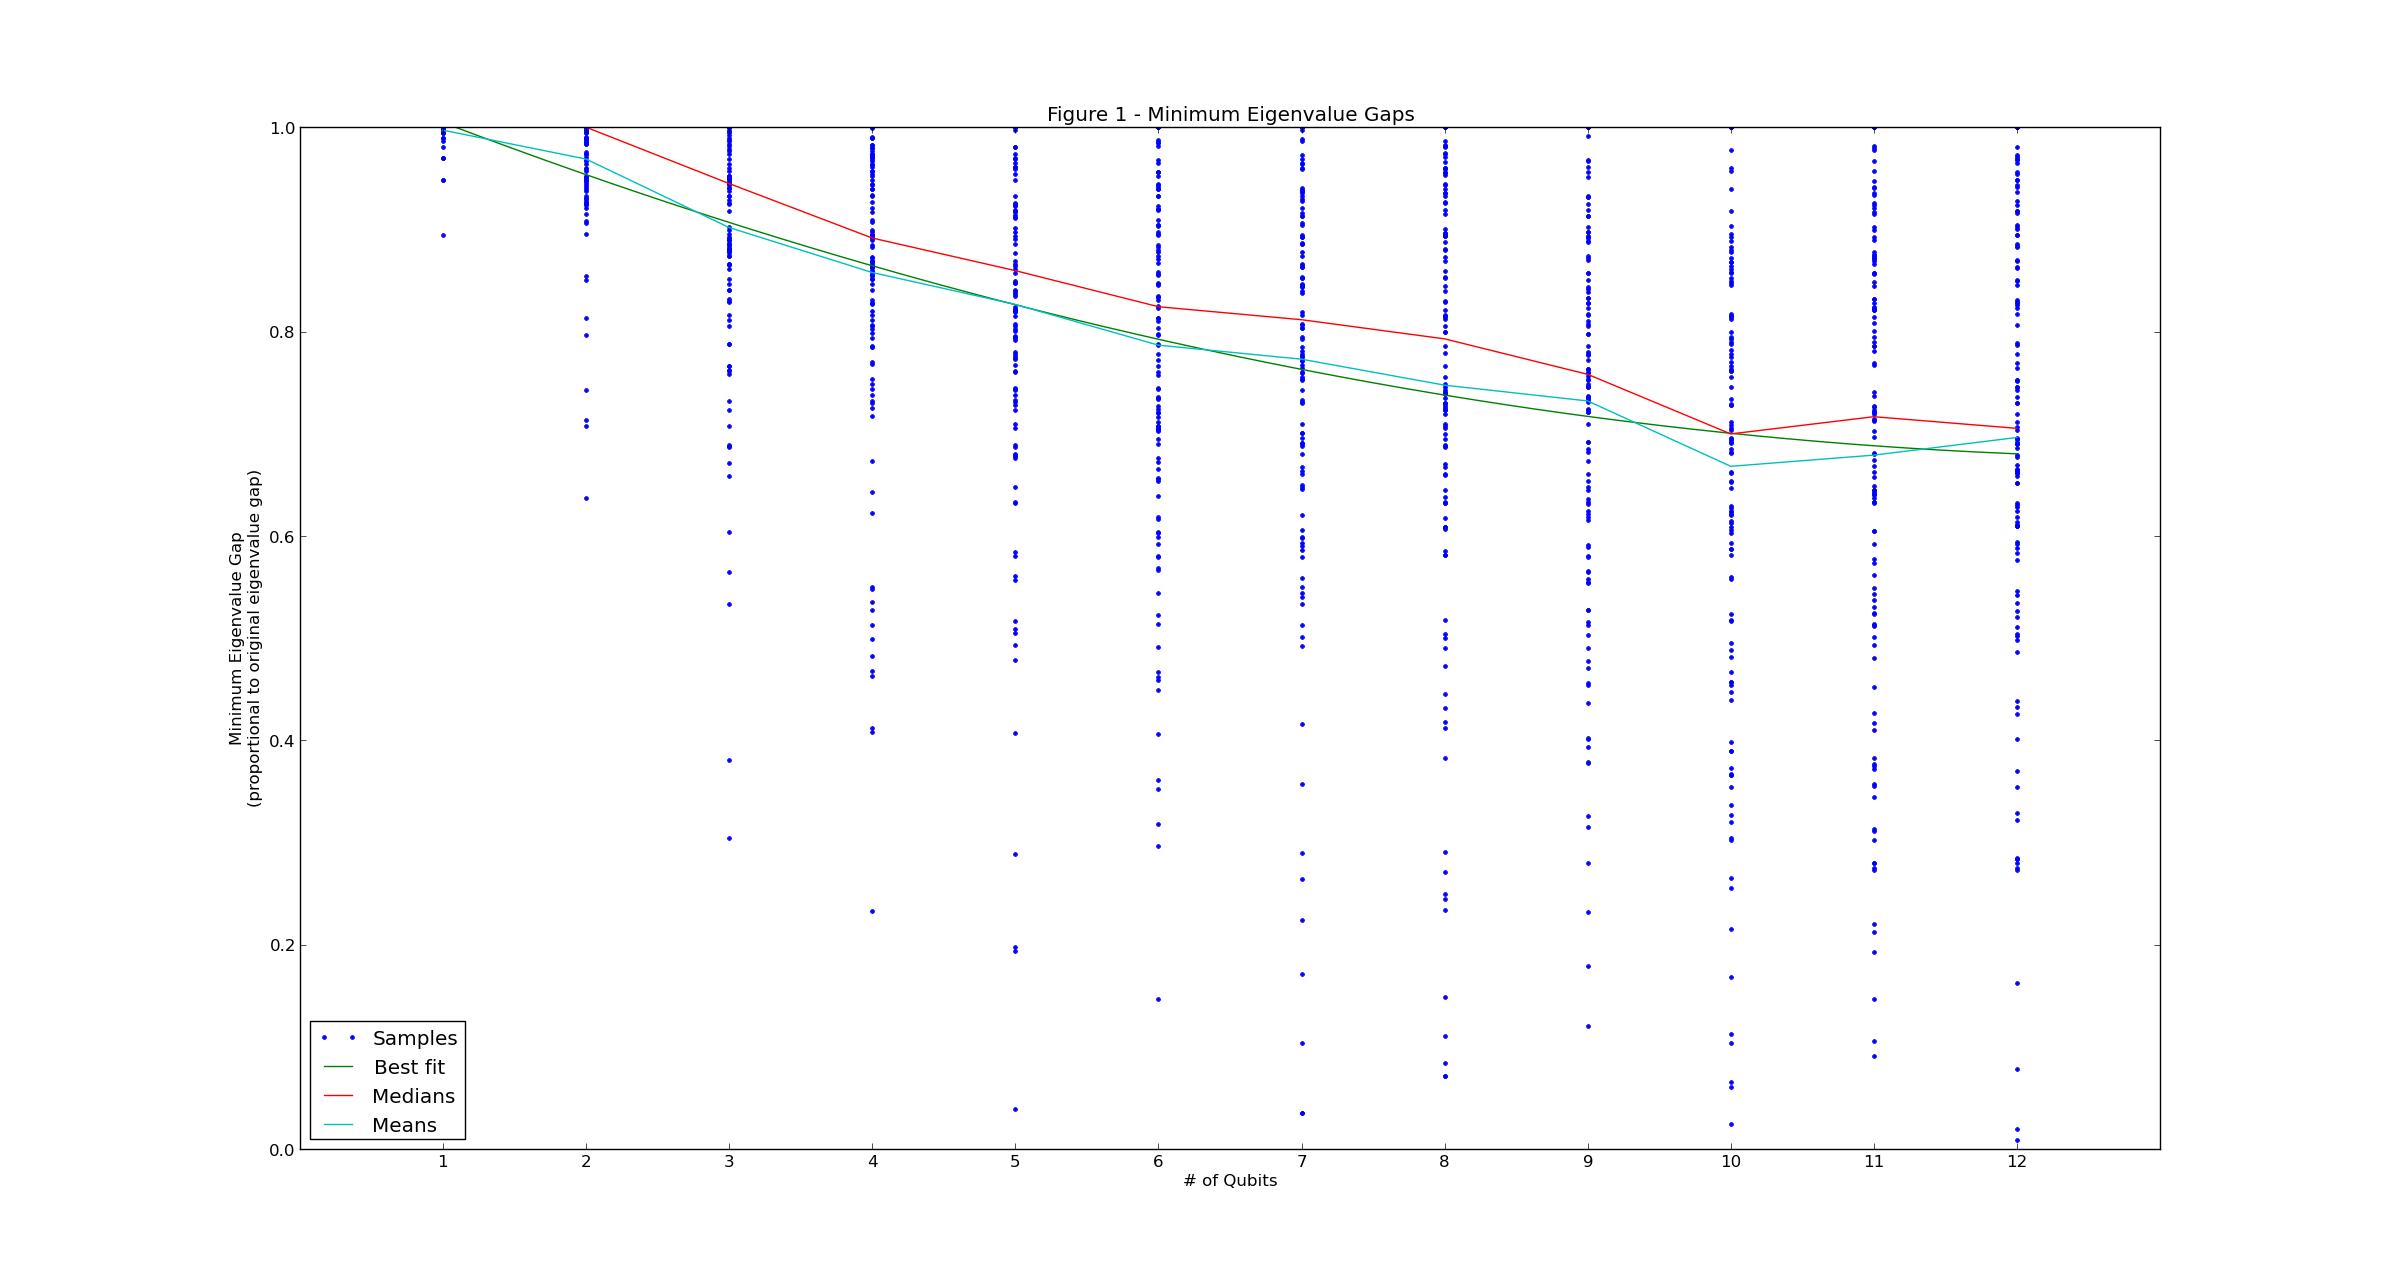 Figure 1 - Minimum Eigenvalue Gaps
1.0
0.8
0.6
0.4
0.2
0.0
Minimum Eigenvalue Gap
(proportional to original eigenvalue gap)
Samples
Best fit
Medians
Means
1 2 3 4 5 6 7 8 9 10 11 12
# of Qubits